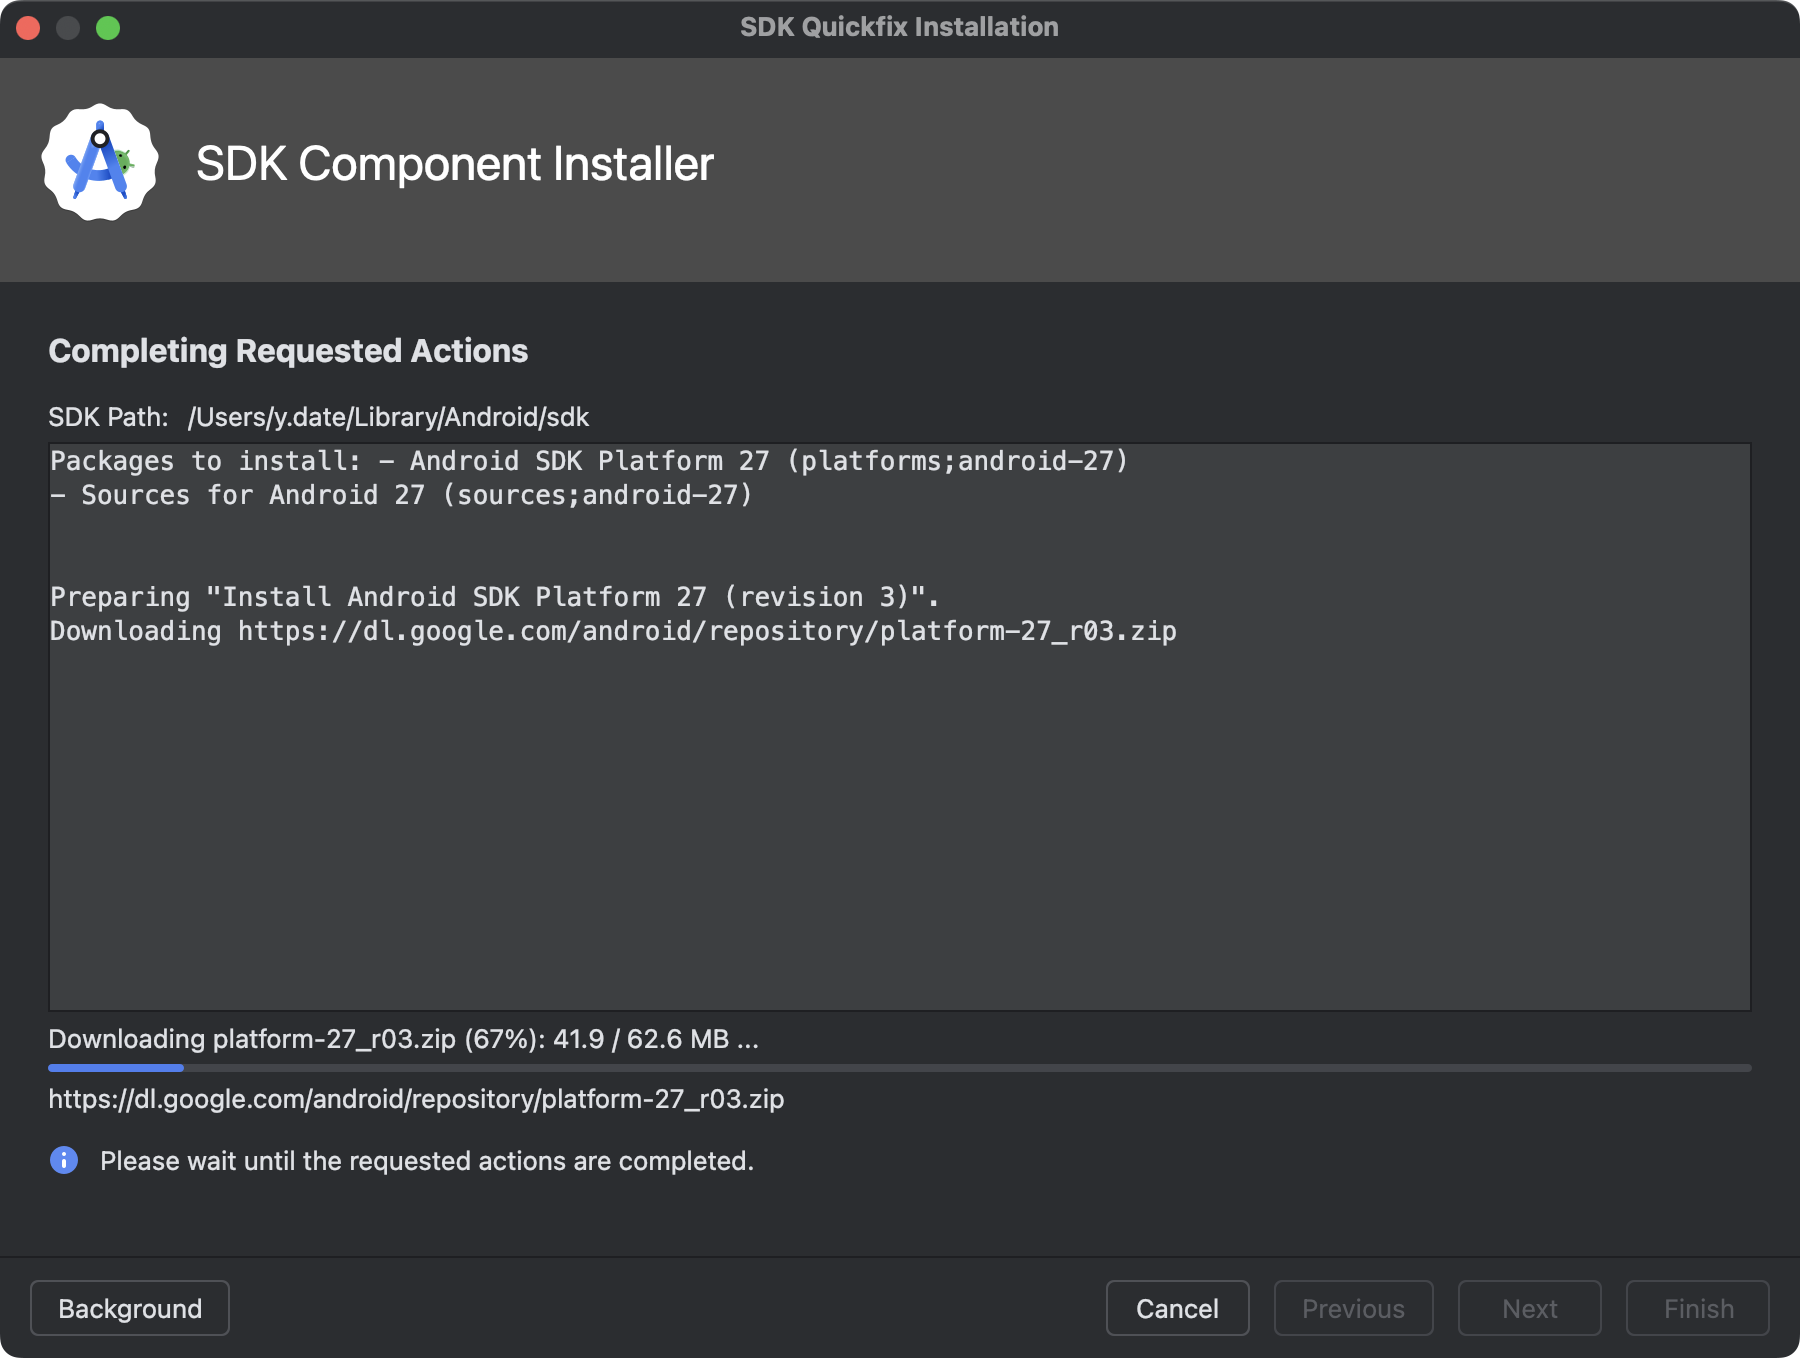 SDK Quickfix Installation
SDK Component Installer
Completing Requested Actions
SDK Path: /Users/y.date/Library/Android/sdk
Packages to install: - Android SDK Platform 27 (platforms;android-27)
- Sources for Android 27 (sources;android-27)
Preparing "Install Android SDK Platform 27 (revision 3)".
Downloading https://dl.google.com/android/repository/platform-27_r03.zip
Downloading platform-27_r03.zip (67%): 41.9 / 62.6 MB ...
https://dl.google.com/android/repository/platform-27_r03.zip
Please wait until the requested actions are completed.
Background Cancel Previous Next Finish